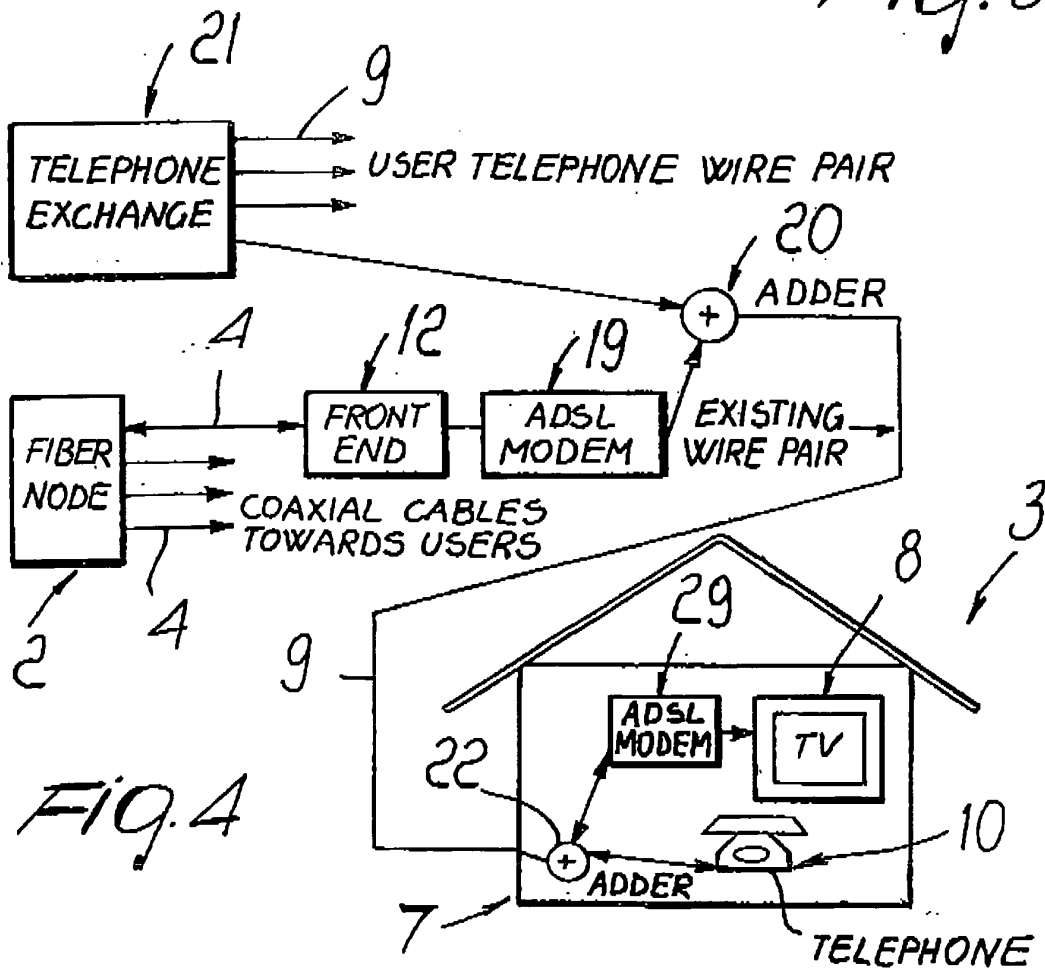 21
9
TELEPHONE
EXCHANGE
USER TELEPHONE WIRE PAIR
20
ADDER
+
4
12
19
FIBER
NODE
FRONT
END
ADSL
MODEM
EXISTING
WIRE PAIR
COAXIAL CABLES
TOWARDS USERS
2
4
3
8
29
9
ADSL
MODEM
TV
22
Fig. 4
+
ADDER
10
7
TELEPHONE